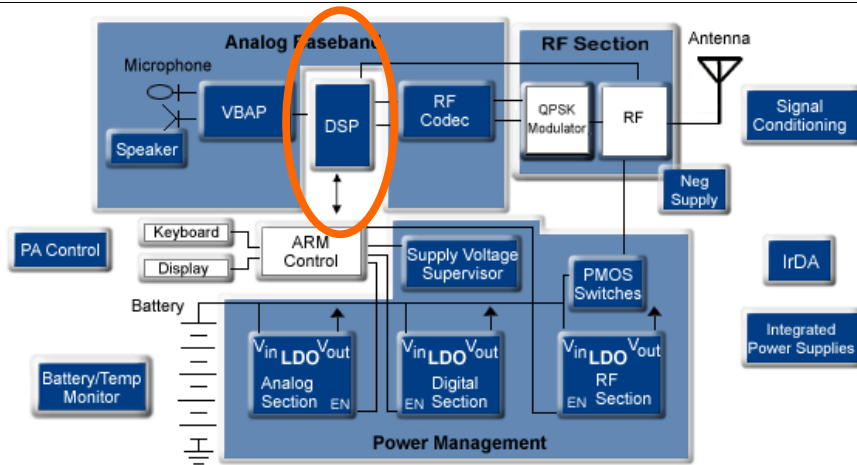 Analog Baseband
RF Section
Antenna
Microphone
VBAP
DSP
RF
Codec
QPSK
Modulator
RF
Signal
Conditioning
Speaker
Neg
Supply
Keyboard
Display
ARM
Control
PA Control
Supply Voltage
Supervisor
PMOS
Switches
IrDA
Battery
Vin LDO Vout
Analog
Section
EN
Vin LDO Vout
Digital
Section
EN
Vin LDO Vout
RF
Section
EN
Integrated
Power Supplies
Battery/Temp
Monitor
Power Management